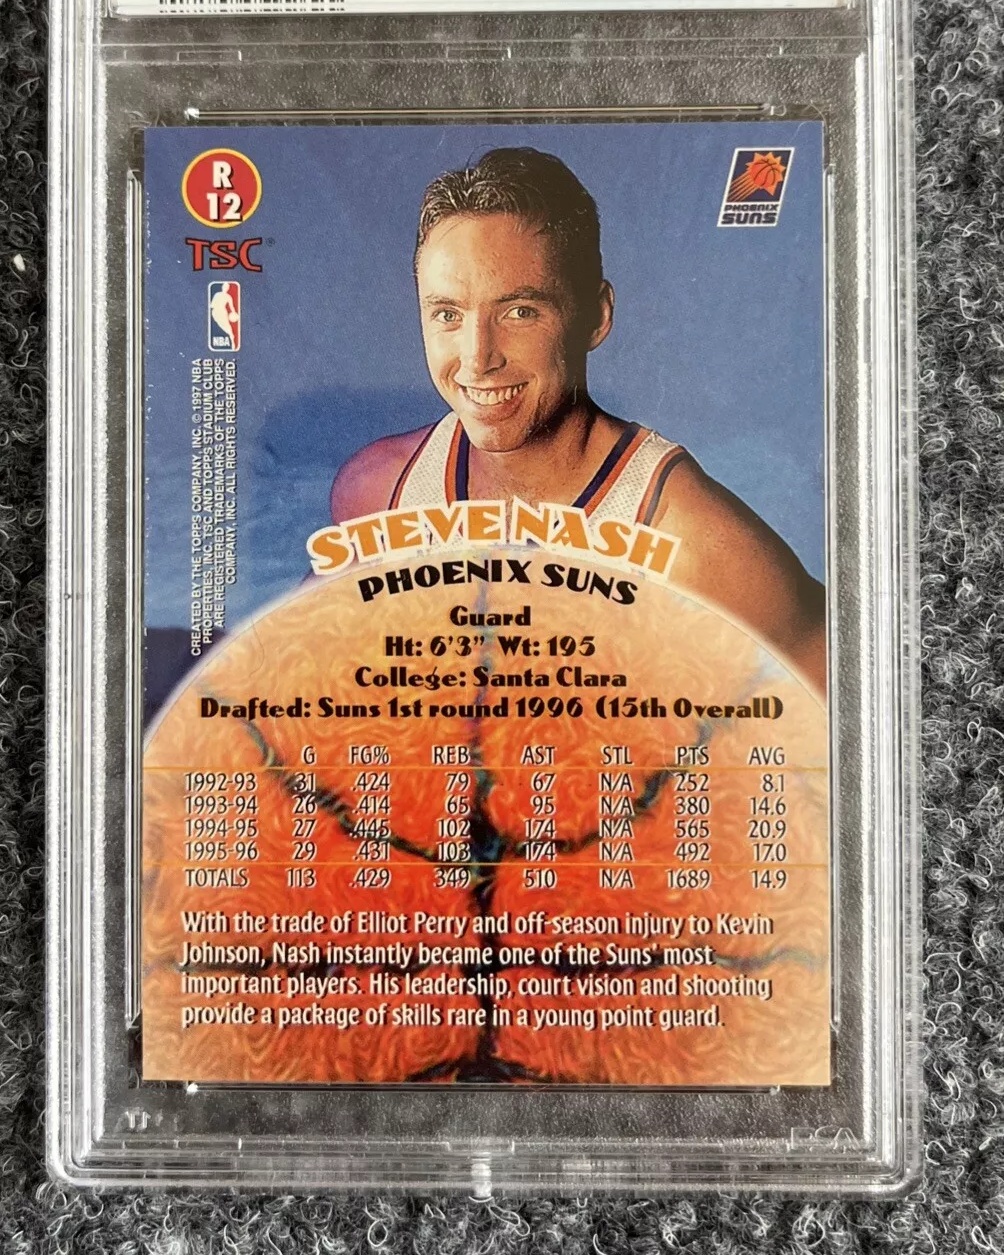 R
12
TSC®
NBA
PHOENIX
SUNS
CREATED BY THE TOPPS COMPANY, INC. © 1997 NBA
PROPERTIES, INC. TSC AND TOPPS STADIUM CLUB
ARE REGISTERED TRADEMARKS OF THE TOPPS
COMPANY, INC. ALL RIGHTS RESERVED.
STEVE NASH
PHOENIX SUNS
Guard
Ht: 6'3" Wt: 195
College: Santa Clara
Drafted: Suns 1st round 1996 (15th Overall)
G FG% REB AST STL PTS AVG
1992-93 31 .424 79 67 N/A 252 8.1
1993-94 26 .414 65 95 N/A 380 14.6
1994-95 27 .445 102 174 N/A 565 20.9
1995-96 29 .431 103 174 N/A 492 17.0
TOTALS 113 .429 349 510 N/A 1689 14.9
With the trade of Elliot Perry and off-season injury to Kevin
Johnson, Nash instantly became one of the Suns' most
important players. His leadership, court vision and shooting
provide a package of skills rare in a young point guard.
PSA